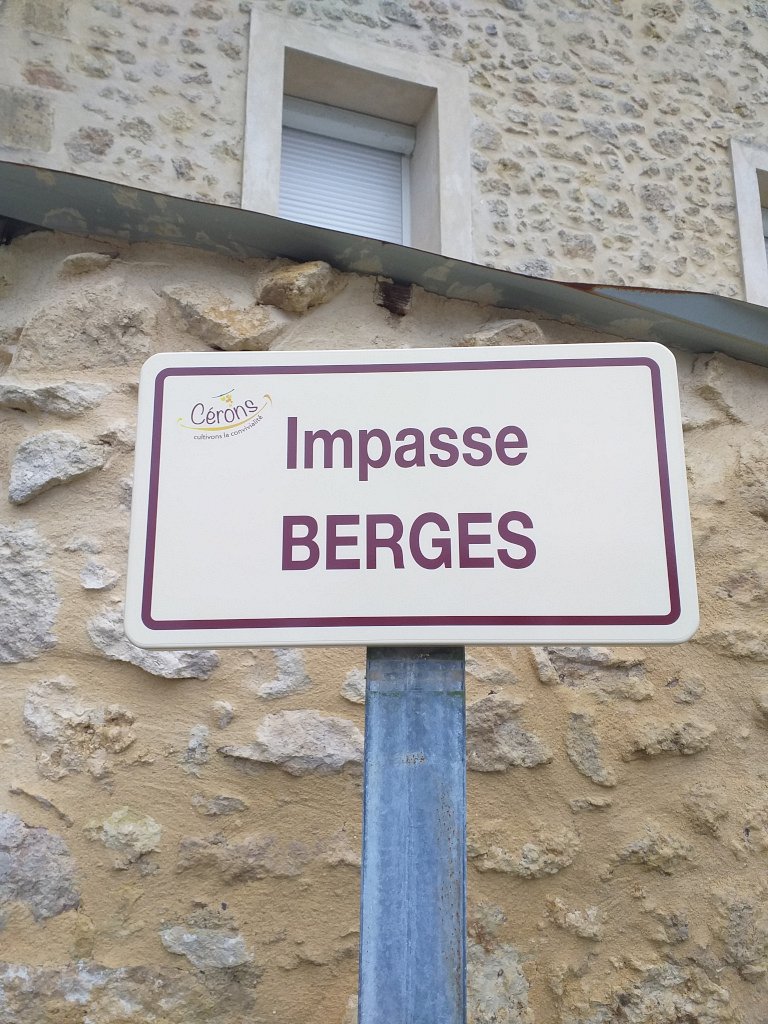 Cérons
cultivons la convivialité
Impasse
BERGES